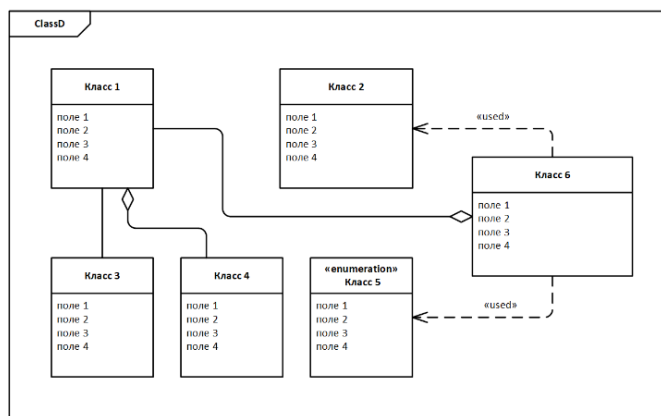 ClassD
Класс 1
поле 1
поле 2
поле 3
поле 4
Класс 2
поле 1
поле 2
поле 3
поле 4
«used»
Класс 6
поле 1
поле 2
поле 3
поле 4
Класс 3
поле 1
поле 2
поле 3
поле 4
Класс 4
поле 1
поле 2
поле 3
поле 4
«enumeration»
Класс 5
поле 1
поле 2
поле 3
поле 4
«used»